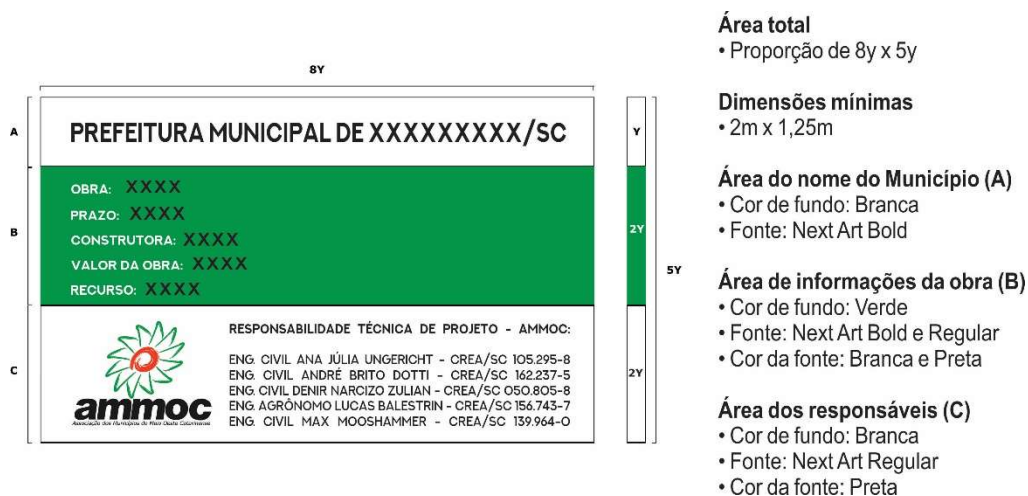 8Y
A
PREFEITURA MUNICIPAL DE XXXXXXXXX/SC
Y
B
OBRA: XXXX
PRAZO: XXXX
CONSTRUTORA: XXXX
VALOR DA OBRA: XXXX
RECURSO: XXXX
2Y
5Y
C
ammoc
Associação dos Municípios do Meio Oeste Catarinense
RESPONSABILIDADE TÉCNICA DE PROJETO - AMMOC:
ENG. CIVIL ANA JÚLIA UNGERICHT - CREA/SC 105.295-8
ENG. CIVIL ANDRÉ BRITO DOTTI - CREA/SC 162.237-5
ENG. CIVIL DENIR NARCIZO ZULIAN - CREA/SC 050.805-8
ENG. AGRÔNOMO LUCAS BALESTRIN - CREA/SC 156.743-7
ENG. CIVIL MAX MOOSHAMMER - CREA/SC 139.964-0
2Y
Área total
• Proporção de 8y x 5y
Dimensões mínimas
• 2m x 1,25m
Área do nome do Município (A)
• Cor de fundo: Branca
• Fonte: Next Art Bold
Área de informações da obra (B)
• Cor de fundo: Verde
• Fonte: Next Art Bold e Regular
• Cor da fonte: Branca e Preta
Área dos responsáveis (C)
• Cor de fundo: Branca
• Fonte: Next Art Regular
• Cor da fonte: Preta